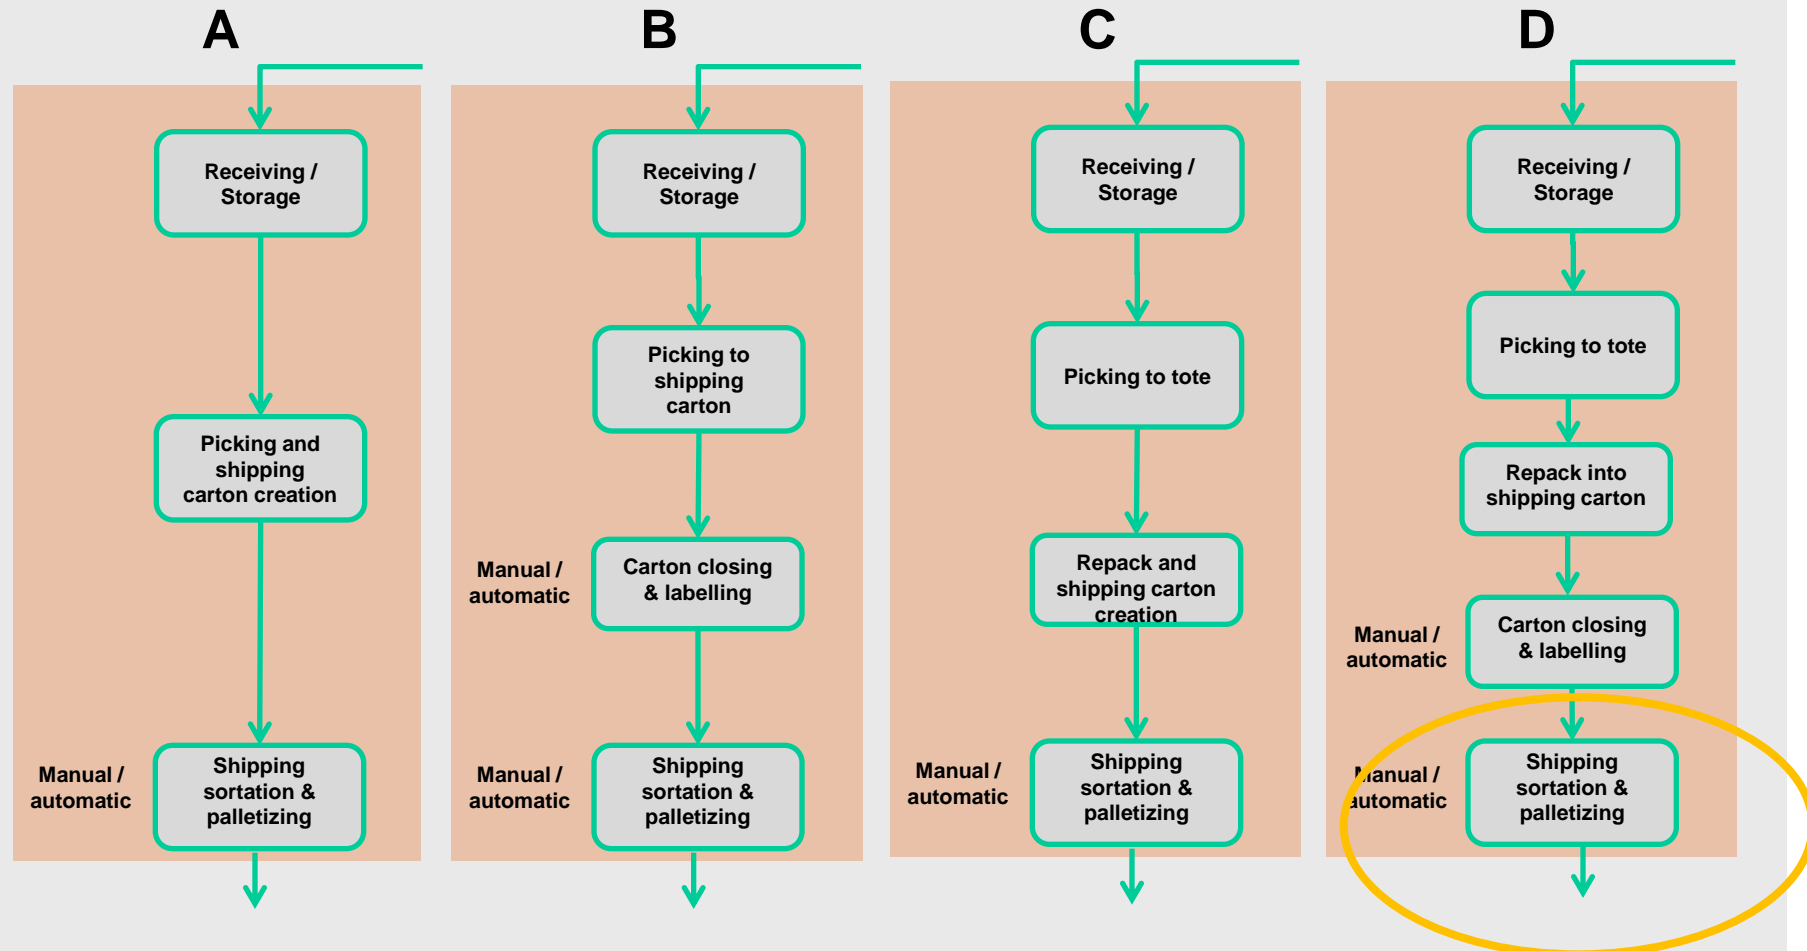 A
Receiving /
Storage
Picking and
shipping
carton creation
Manual /
automatic
Shipping
sortation &
palletizing
B
Receiving /
Storage
Picking to
shipping
carton
Manual /
automatic
Carton closing
& labelling
Manual /
automatic
Shipping
sortation &
palletizing
C
Receiving /
Storage
Picking to tote
Repack and
shipping carton
creation
Manual /
automatic
Shipping
sortation &
palletizing
D
Receiving /
Storage
Picking to tote
Repack into
shipping carton
Manual /
automatic
Carton closing
& labelling
Manual /
automatic
Shipping
sortation &
palletizing